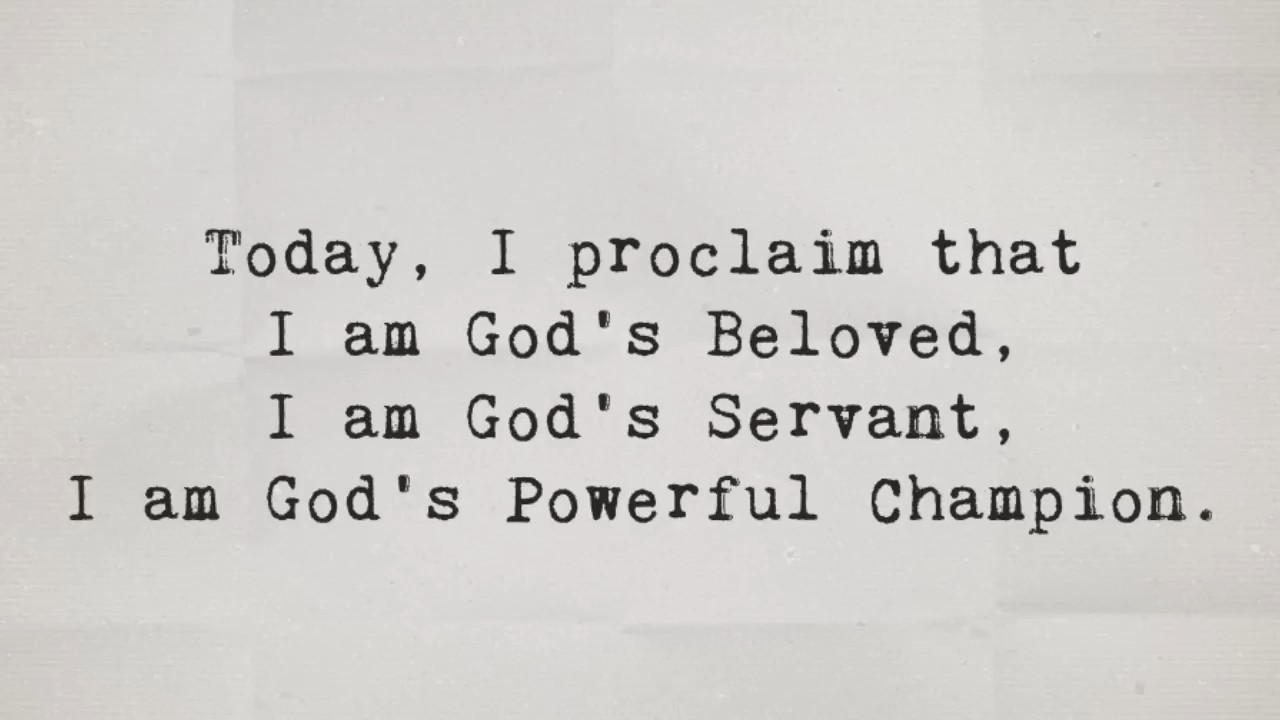 Today, I proclaim that
I am God's Beloved,
I am God's Servant,
I am God's Powerful Champion.